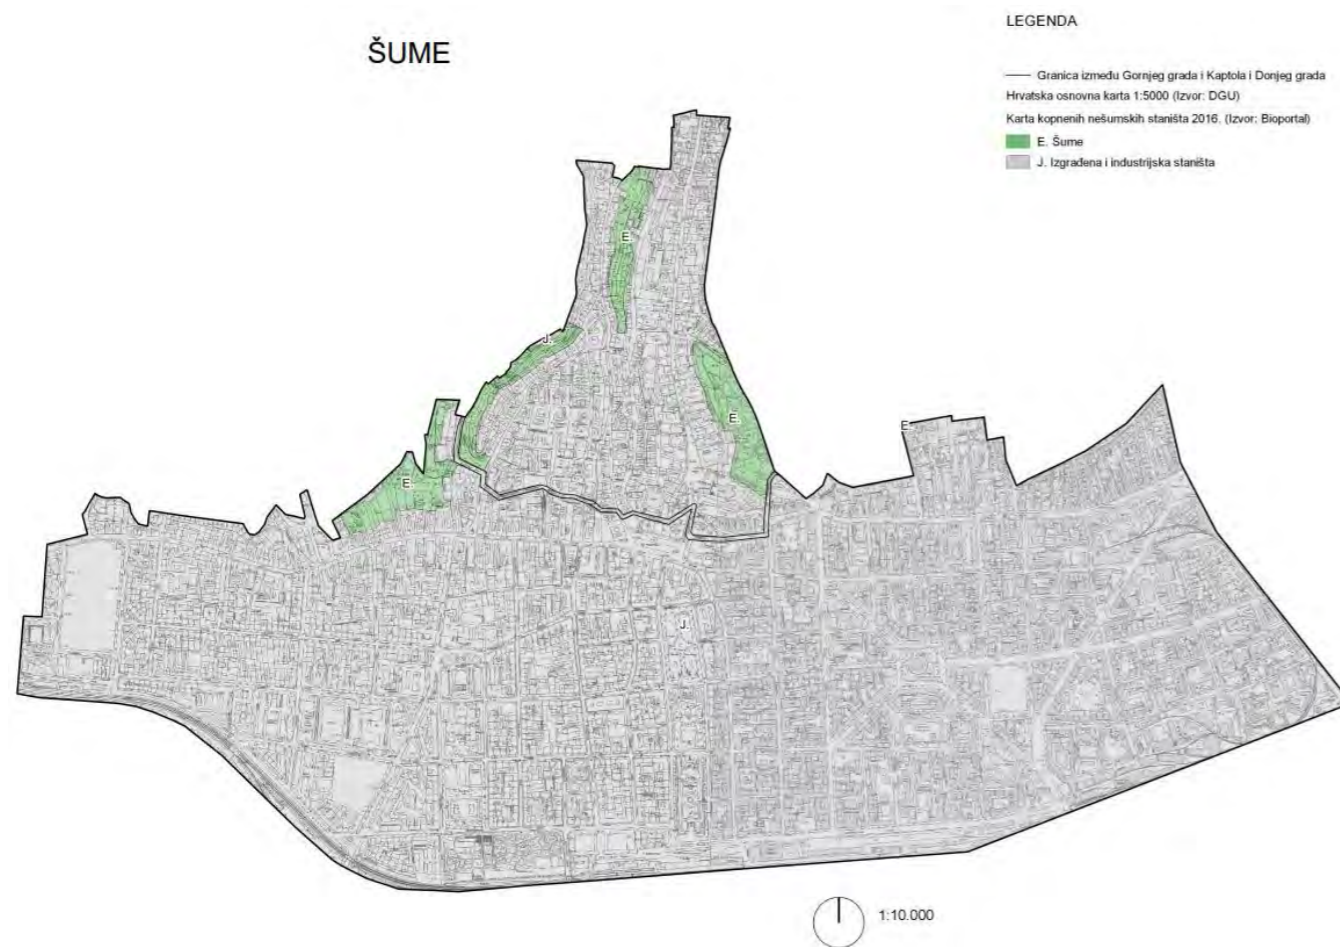 ŠUME
LEGENDA
Granica između Gornjeg grada i Kaptola i Donjeg grada
Hrvatska osnovna karta 1:5000 (Izvor: DGU)
Karta kopnenih nešumskih staništa 2016. (Izvor: Bioportal)
E. Šume
J. Izgrađena i industrijska staništa
E.
J.
E.
E.
E.
J.
1:10.000